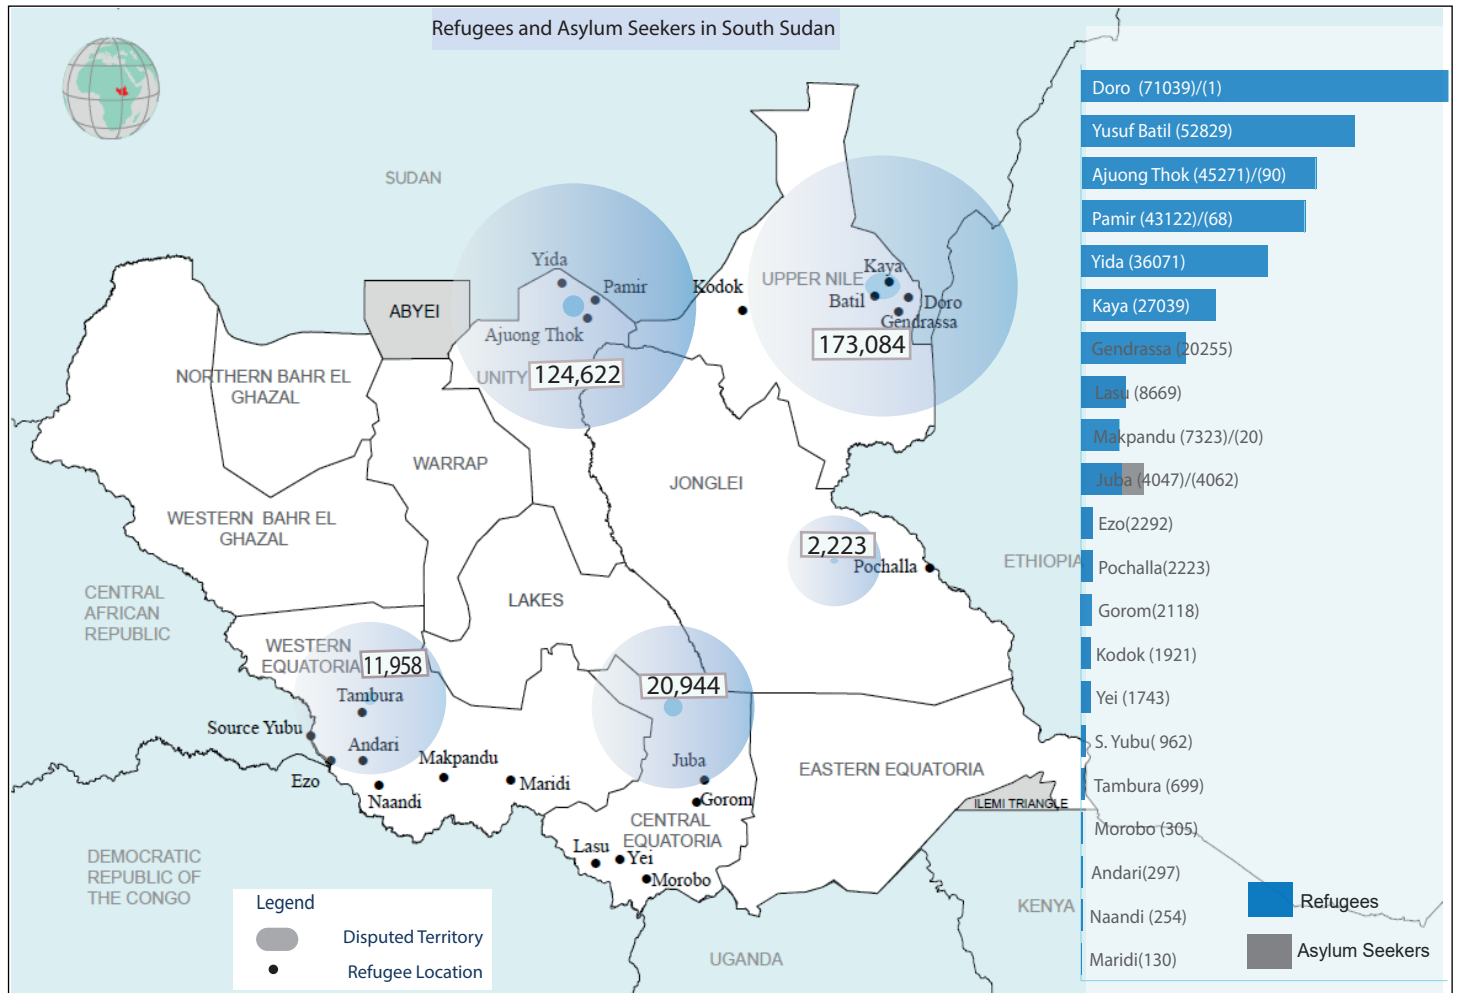 Refugees and Asylum Seekers in South Sudan
SUDAN
ABYEI
Yida
Pamir
Ajuong Thok
UNITY
124,622
Kodok
UPPER NILE
Kaya
Batil
Doro
Gendrassa
173,084
NORTHERN BAHR EL
GHAZAL
WARRAP
JONGLEI
WESTERN BAHR EL
GHAZAL
2,223
Pochalla
ETHIOPIA
CENTRAL
AFRICAN
REPUBLIC
LAKES
WESTERN
EQUATORIA
11,958
20,944
Tambura
Source Yubu
Andari
Ezo
Naandi
Makpandu
Maridi
Juba
Gorom
EASTERN EQUATORIA
ILEMI TRIANGLE
CENTRAL
EQUATORIA
Lasu
Yei
Morobo
DEMOCRATIC
REPUBLIC OF
THE CONGO
KENYA
UGANDA
Legend
Disputed Territory
Refugee Location
Doro (71039)/(1)
Yusuf Batil (52829)
Ajuong Thok (45271)/(90)
Pamir (43122)/(68)
Yida (36071)
Kaya (27039)
Gendrassa (20255)
Lasu (8669)
Makpandu (7323)/(20)
Juba (4047)/(4062)
Ezo(2292)
Pochalla(2223)
Gorom(2118)
Kodok (1921)
Yei (1743)
S. Yubu( 962)
Tambura (699)
Morobo (305)
Andari(297)
Naandi (254)
Maridi(130)
Refugees
Asylum Seekers